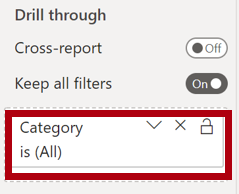 Drill through
Cross-report Off
Keep all filters On
Category
is (All)